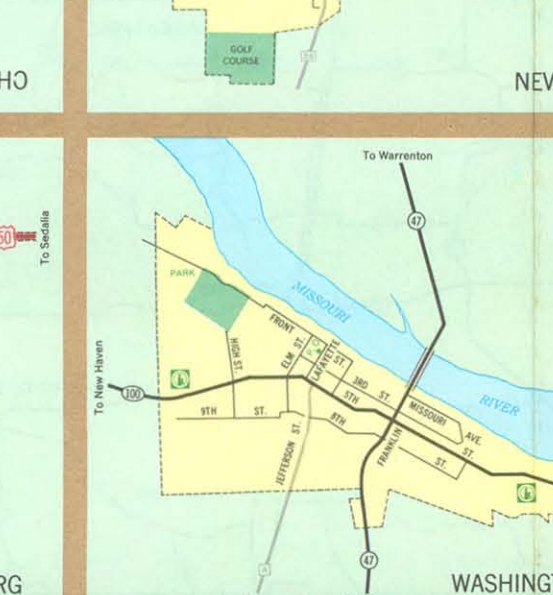 GOLF
COURSE
HO
NEV
To Warrenton
50
To Sedalia
47
PARK
MISSOURI
FRONT
HIGH ST.
ELM ST.
P.O.
LAFAYETTE
ST.
To New Haven
100
3RD ST.
5TH
MISSOURI AVE.
RIVER
9TH ST.
8TH
ST.
JEFFERSON ST.
FRANKLIN
ST.
A
47
RG
WASHINGT